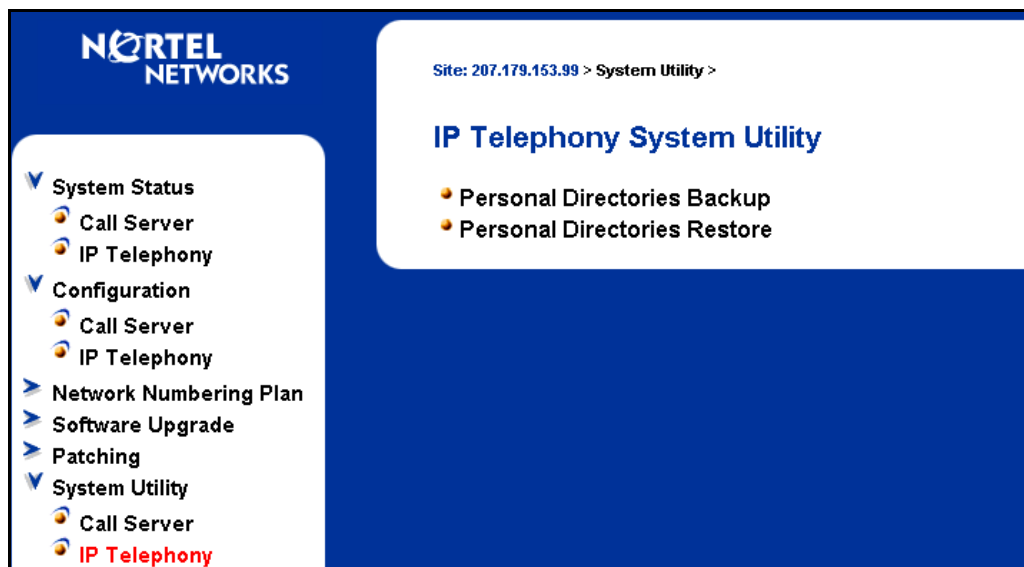 NORTEL
NETWORKS
System Status
Call Server
IP Telephony
Configuration
Call Server
IP Telephony
Network Numbering Plan
Software Upgrade
Patching
System Utility
Call Server
IP Telephony
Site: 207.179.153.99 > System Utility >
IP Telephony System Utility
Personal Directories Backup
Personal Directories Restore